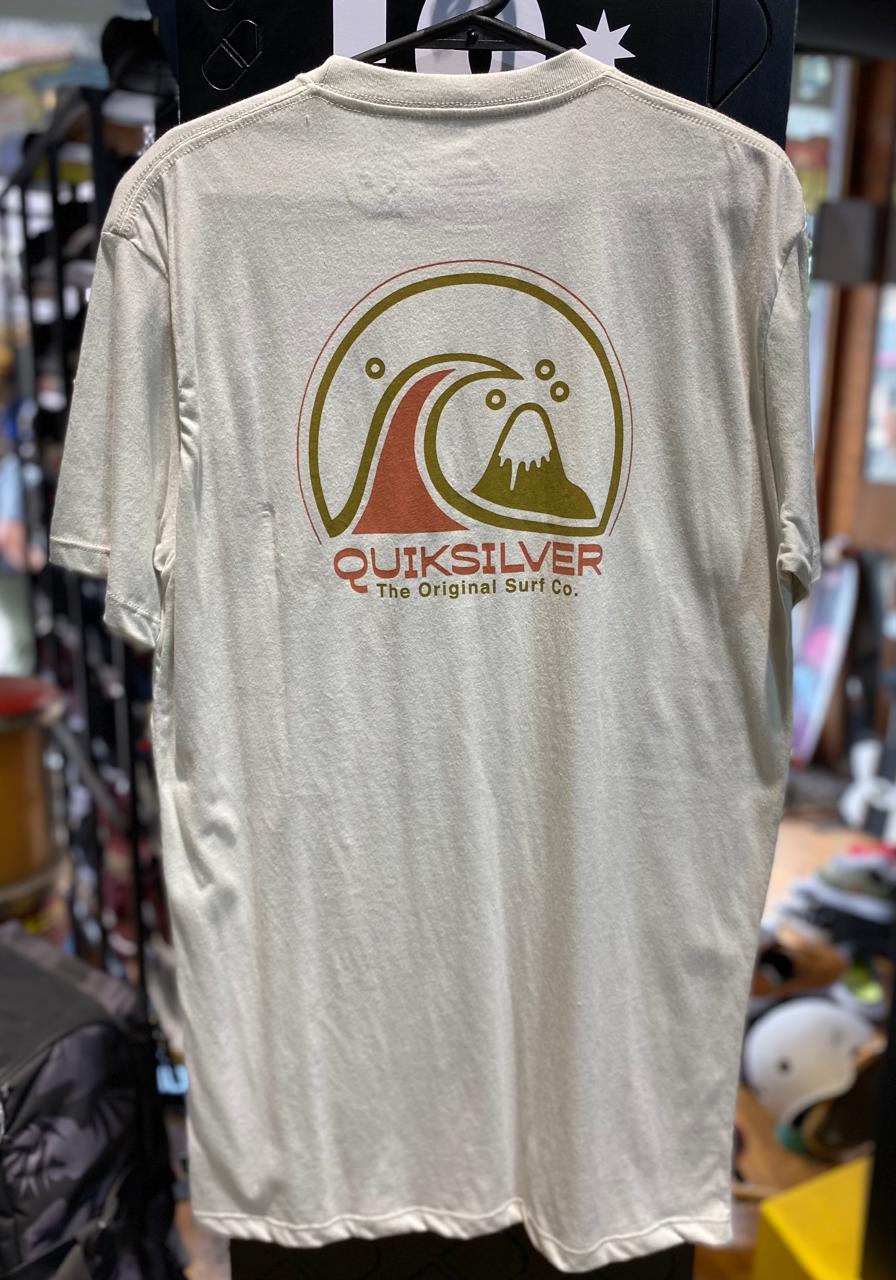 QUIKSILVER
The Original Surf Co.